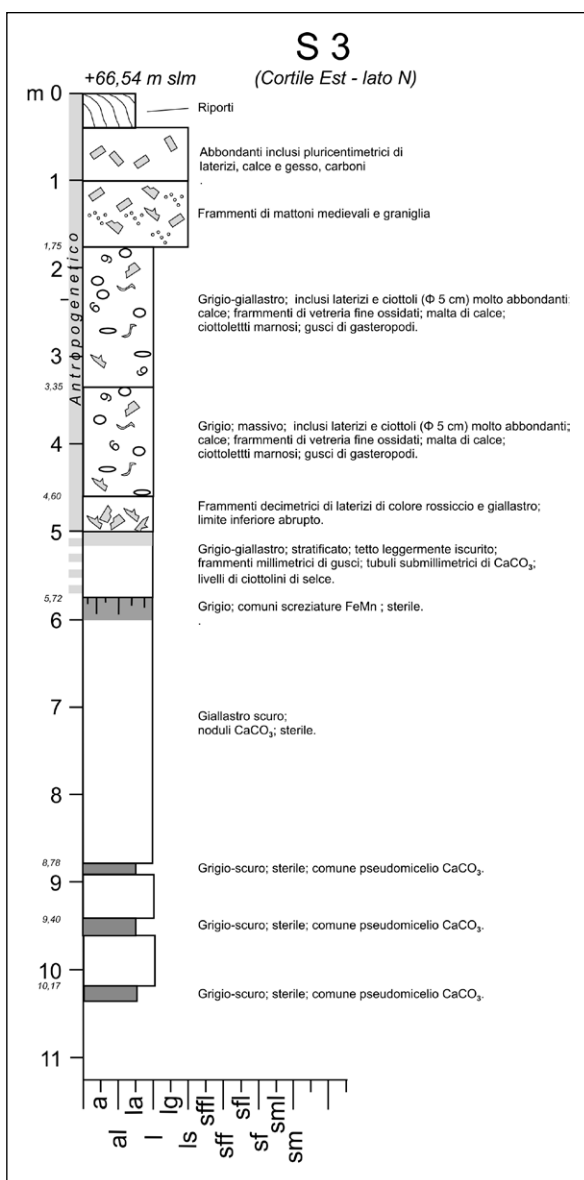 S 3
+66,54 m slm
(Cortile Est - lato N)
m 0
Riporti
Abbondanti inclusi pluricentimetrici di
laterizi, calce e gesso, carboni
.
1
Frammenti di mattoni medievali e graniglia
1,75
2
Antropogenetico
Grigio-giallastro; inclusi laterizi e ciottoli (Φ 5 cm) molto abbondanti;
calce; frarmmenti di vetreria fine ossidati; malta di calce;
ciottolettti marnosi; gusci di gasteropodi.
3
3,35
Grigio; massivo; inclusi laterizi e ciottoli (Φ 5 cm) molto abbondanti;
calce; frarmmenti di vetreria fine ossidati; malta di calce;
ciottolettti marnosi; gusci di gasteropodi.
4
4,60
Frammenti decimetrici di laterizi di colore rossiccio e giallastro;
limite inferiore abrupto.
5
Grigio-giallastro; stratificato; tetto leggermente iscurito;
frammenti millimetrici di gusci; tubuli submillimetrici di CaCO₃;
livelli di ciottolini di selce.
5,72
Grigio; comuni screziature FeMn ; sterile.
.
6
7
Giallastro scuro;
noduli CaCO₃; sterile.
8
8,78
Grigio-scuro; sterile; comune pseudomicelio CaCO₃.
9
9,40
Grigio-scuro; sterile; comune pseudomicelio CaCO₃.
10
10,17
Grigio-scuro; sterile; comune pseudomicelio CaCO₃.
11
a
al
la
l
lg
ls
sffl
sff
sfl
sf
sml
sm